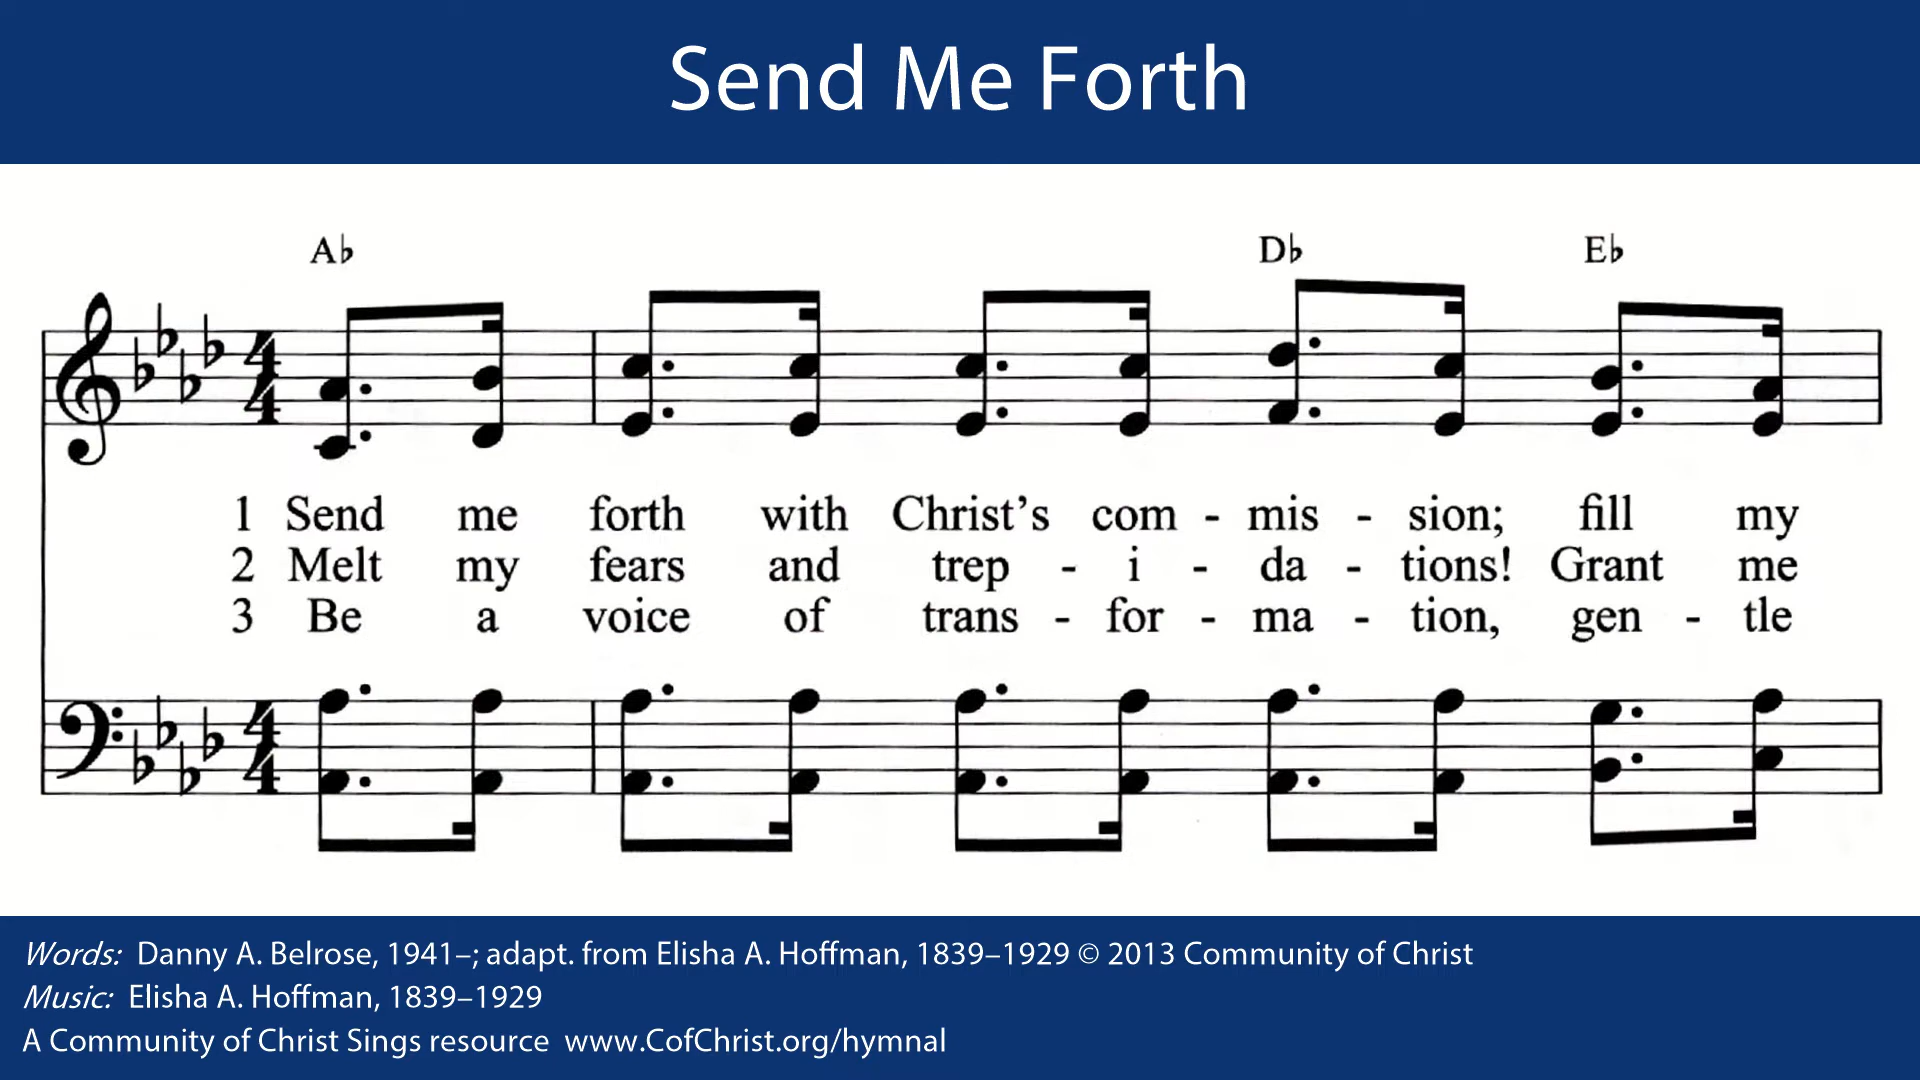 Send Me Forth
A♭ D♭ E♭
1 Send me forth with Christ's com - mis - sion; fill my
2 Melt my fears and trep - i - da - tions! Grant me
3 Be a voice of trans - for - ma - tion, gen - tle
Words: Danny A. Belrose, 1941–; adapt. from Elisha A. Hoffman, 1839–1929 © 2013 Community of Christ
Music: Elisha A. Hoffman, 1839–1929
A Community of Christ Sings resource www.CofChrist.org/hymnal